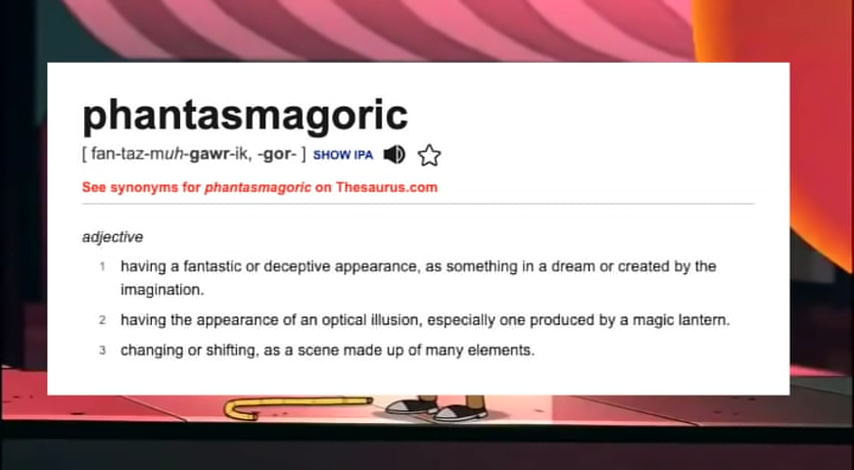 phantasmagoric
[ fan-taz-muh-gawr-ik, -gor- ] SHOW IPA
See synonyms for phantasmagoric on Thesaurus.com
adjective
1 having a fantastic or deceptive appearance, as something in a dream or created by the
imagination.
2 having the appearance of an optical illusion, especially one produced by a magic lantern.
3 changing or shifting, as a scene made up of many elements.